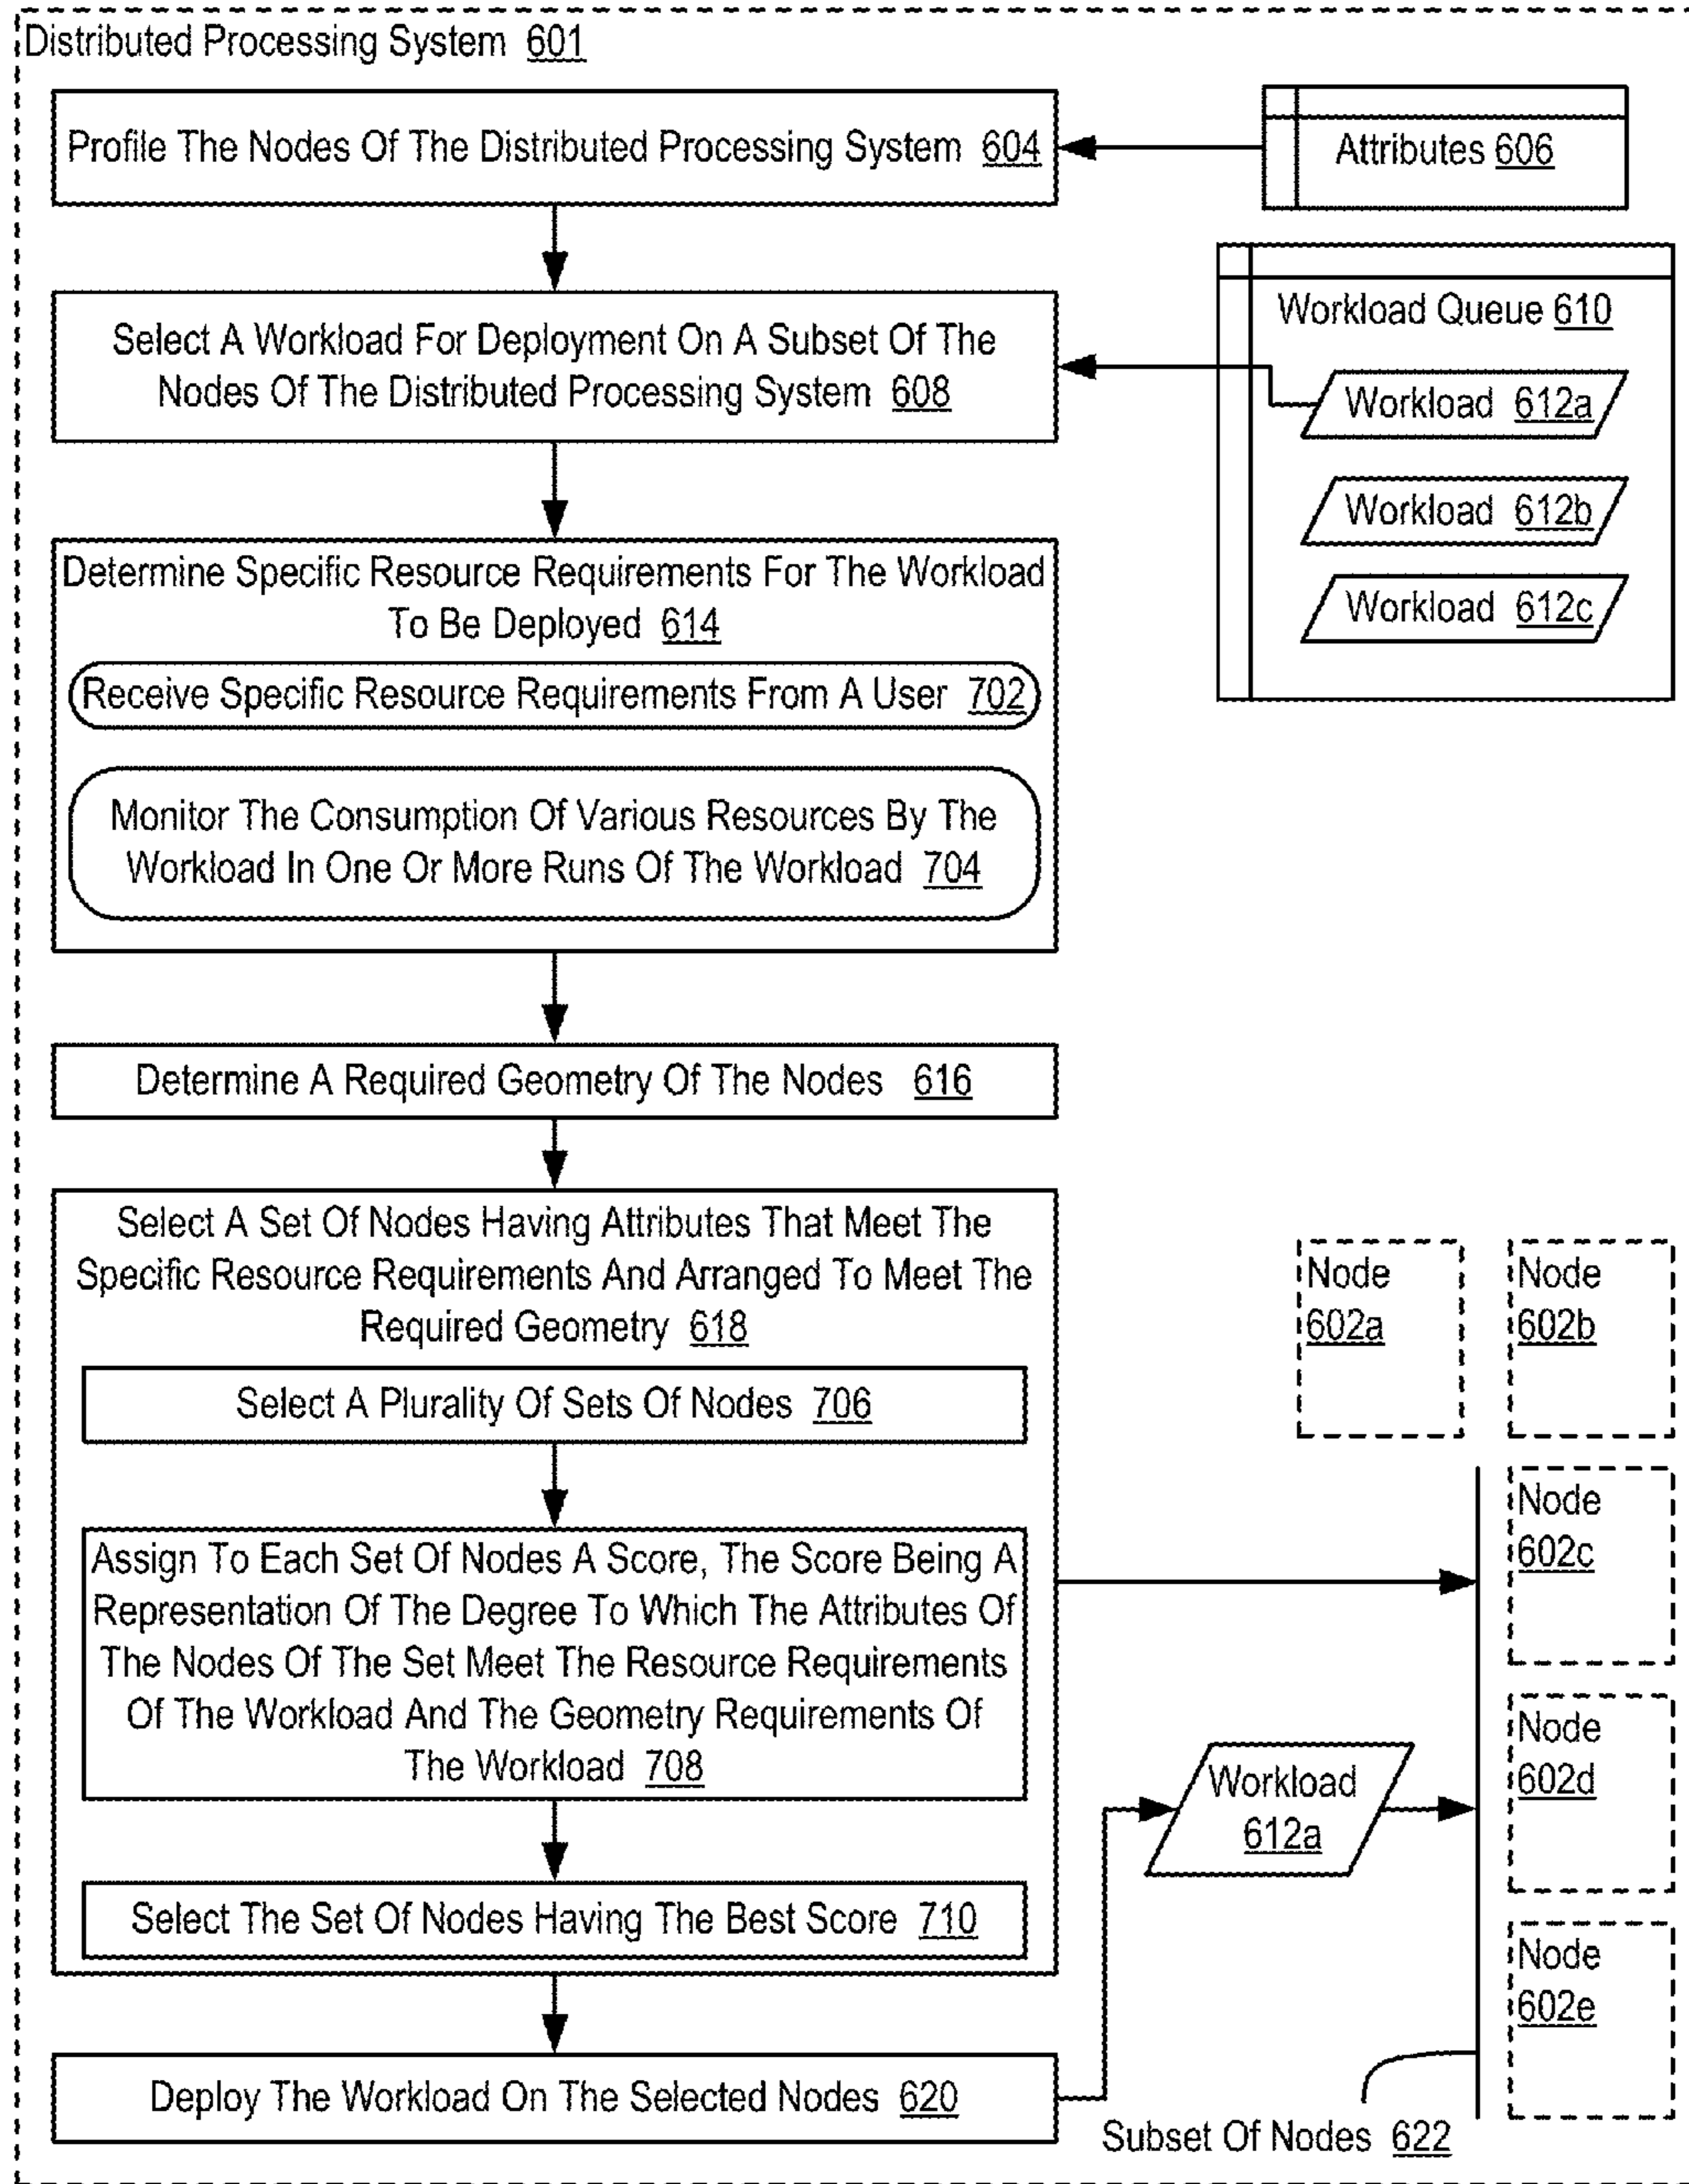 Distributed Processing System 601
Profile The Nodes Of The Distributed Processing System 604
Attributes 606
Select A Workload For Deployment On A Subset Of The
Nodes Of The Distributed Processing System 608
Workload Queue 610
Workload 612a
Workload 612b
Workload 612c
Determine Specific Resource Requirements For The Workload
To Be Deployed 614
Receive Specific Resource Requirements From A User 702
Monitor The Consumption Of Various Resources By The
Workload In One Or More Runs Of The Workload 704
Determine A Required Geometry Of The Nodes 616
Select A Set Of Nodes Having Attributes That Meet The
Specific Resource Requirements And Arranged To Meet The
Required Geometry 618
Select A Plurality Of Sets Of Nodes 706
Assign To Each Set Of Nodes A Score, The Score Being A
Representation Of The Degree To Which The Attributes Of
The Nodes Of The Set Meet The Resource Requirements
Of The Workload And The Geometry Requirements Of
The Workload 708
Select The Set Of Nodes Having The Best Score 710
Deploy The Workload On The Selected Nodes 620
Node
602a
Node
602b
Node
602c
Node
602d
Node
602e
Workload
612a
Subset Of Nodes 622